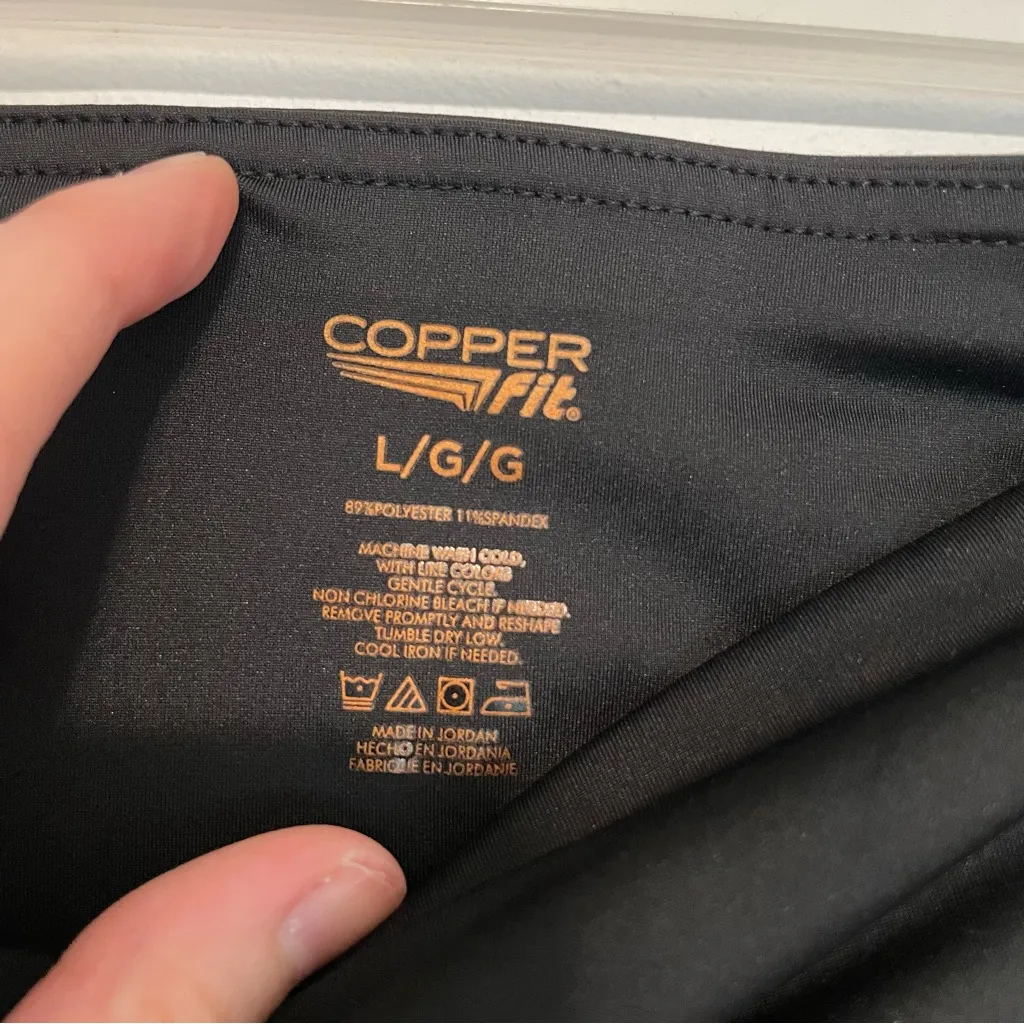 COPPER
Fit®
L/G/G
89%POLYESTER 11%SPANDEX
MACHINE WASH COLD,
WITH LIKE COLORS
GENTLE CYCLE.
NON CHLORINE BLEACH IF NEEDED.
REMOVE PROMPTLY AND RESHAPE
TUMBLE DRY LOW.
COOL IRON IF NEEDED.
MADE IN JORDAN
HECHO EN JORDANIA
FABRIQUE EN JORDANIE